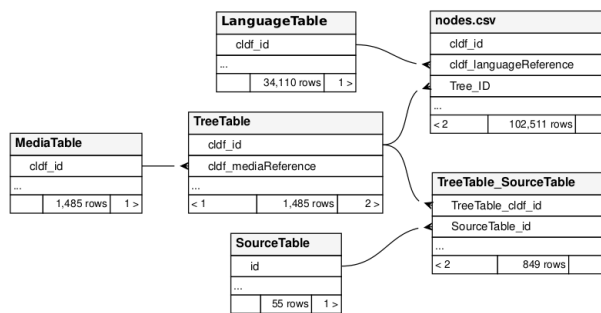 LanguageTable
cldf_id
...
34,110 rows 1 >
nodes.csv
cldf_id
cldf_languageReference
Tree_ID
...
< 2 102,511 rows
MediaTable
cldf_id
...
1,485 rows 1 >
TreeTable
cldf_id
cldf_mediaReference
...
< 1 1,485 rows 2 >
TreeTable_SourceTable
TreeTable_cldf_id
SourceTable_id
...
< 2 849 rows
SourceTable
id
...
55 rows 1 >